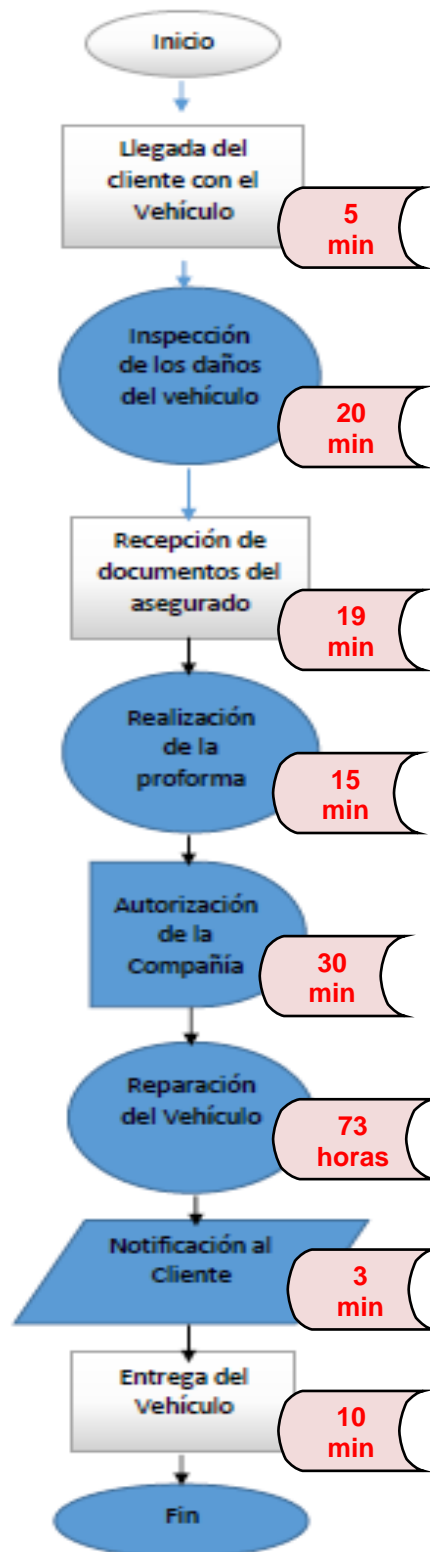 Inicio
Llegada del
cliente con el
Vehículo
5
min
Inspección
de los daños
del vehículo
20
min
Recepción de
documentos del
asegurado
19
min
Realización
de la
proforma
15
min
Autorización
de la
Compañía
30
min
Reparación
del Vehículo
73
horas
Notificación al
Cliente
3
min
Entrega del
Vehículo
10
min
Fin